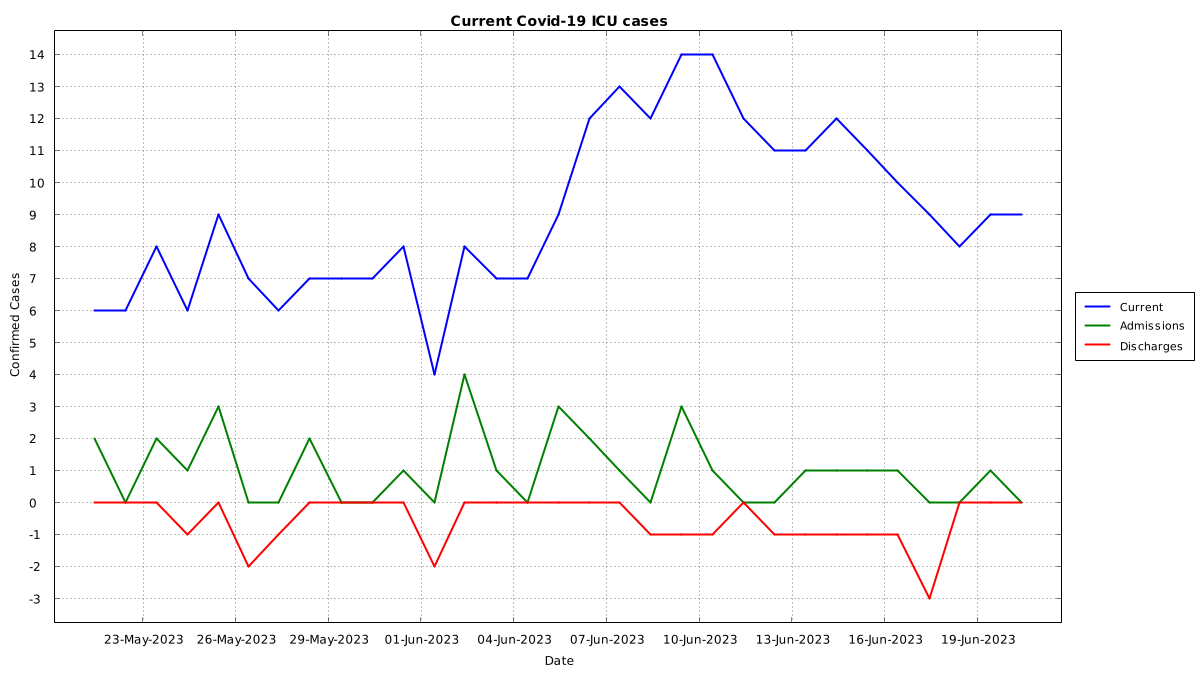 Current Covid-19 ICU cases
14
13
12
11
10
9
8
7
6
5
4
3
2
1
0
-1
-2
-3
Confirmed Cases
23-May-2023 26-May-2023 29-May-2023 01-Jun-2023 04-Jun-2023 07-Jun-2023 10-Jun-2023 13-Jun-2023 16-Jun-2023 19-Jun-2023
Date
Current
Admissions
Discharges